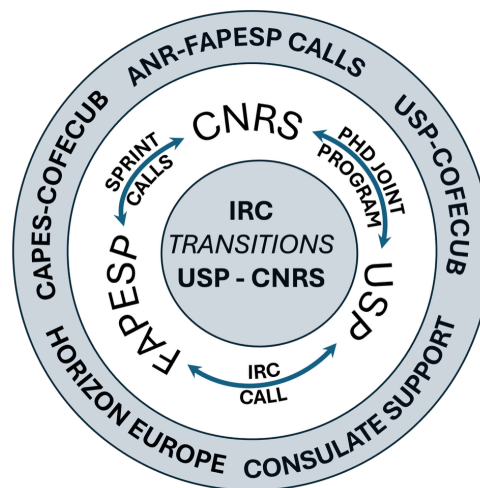 ANR-FAPESP CALLS
USP-COFECUB
CONSULATE SUPPORT
HORIZON EUROPE
CAPES-COFECUB
CNRS
PHD JOINT
PROGRAM
USP
IRC
CALL
FAPESP
SPRINT
CALLS
IRC
TRANSITIONS
USP - CNRS